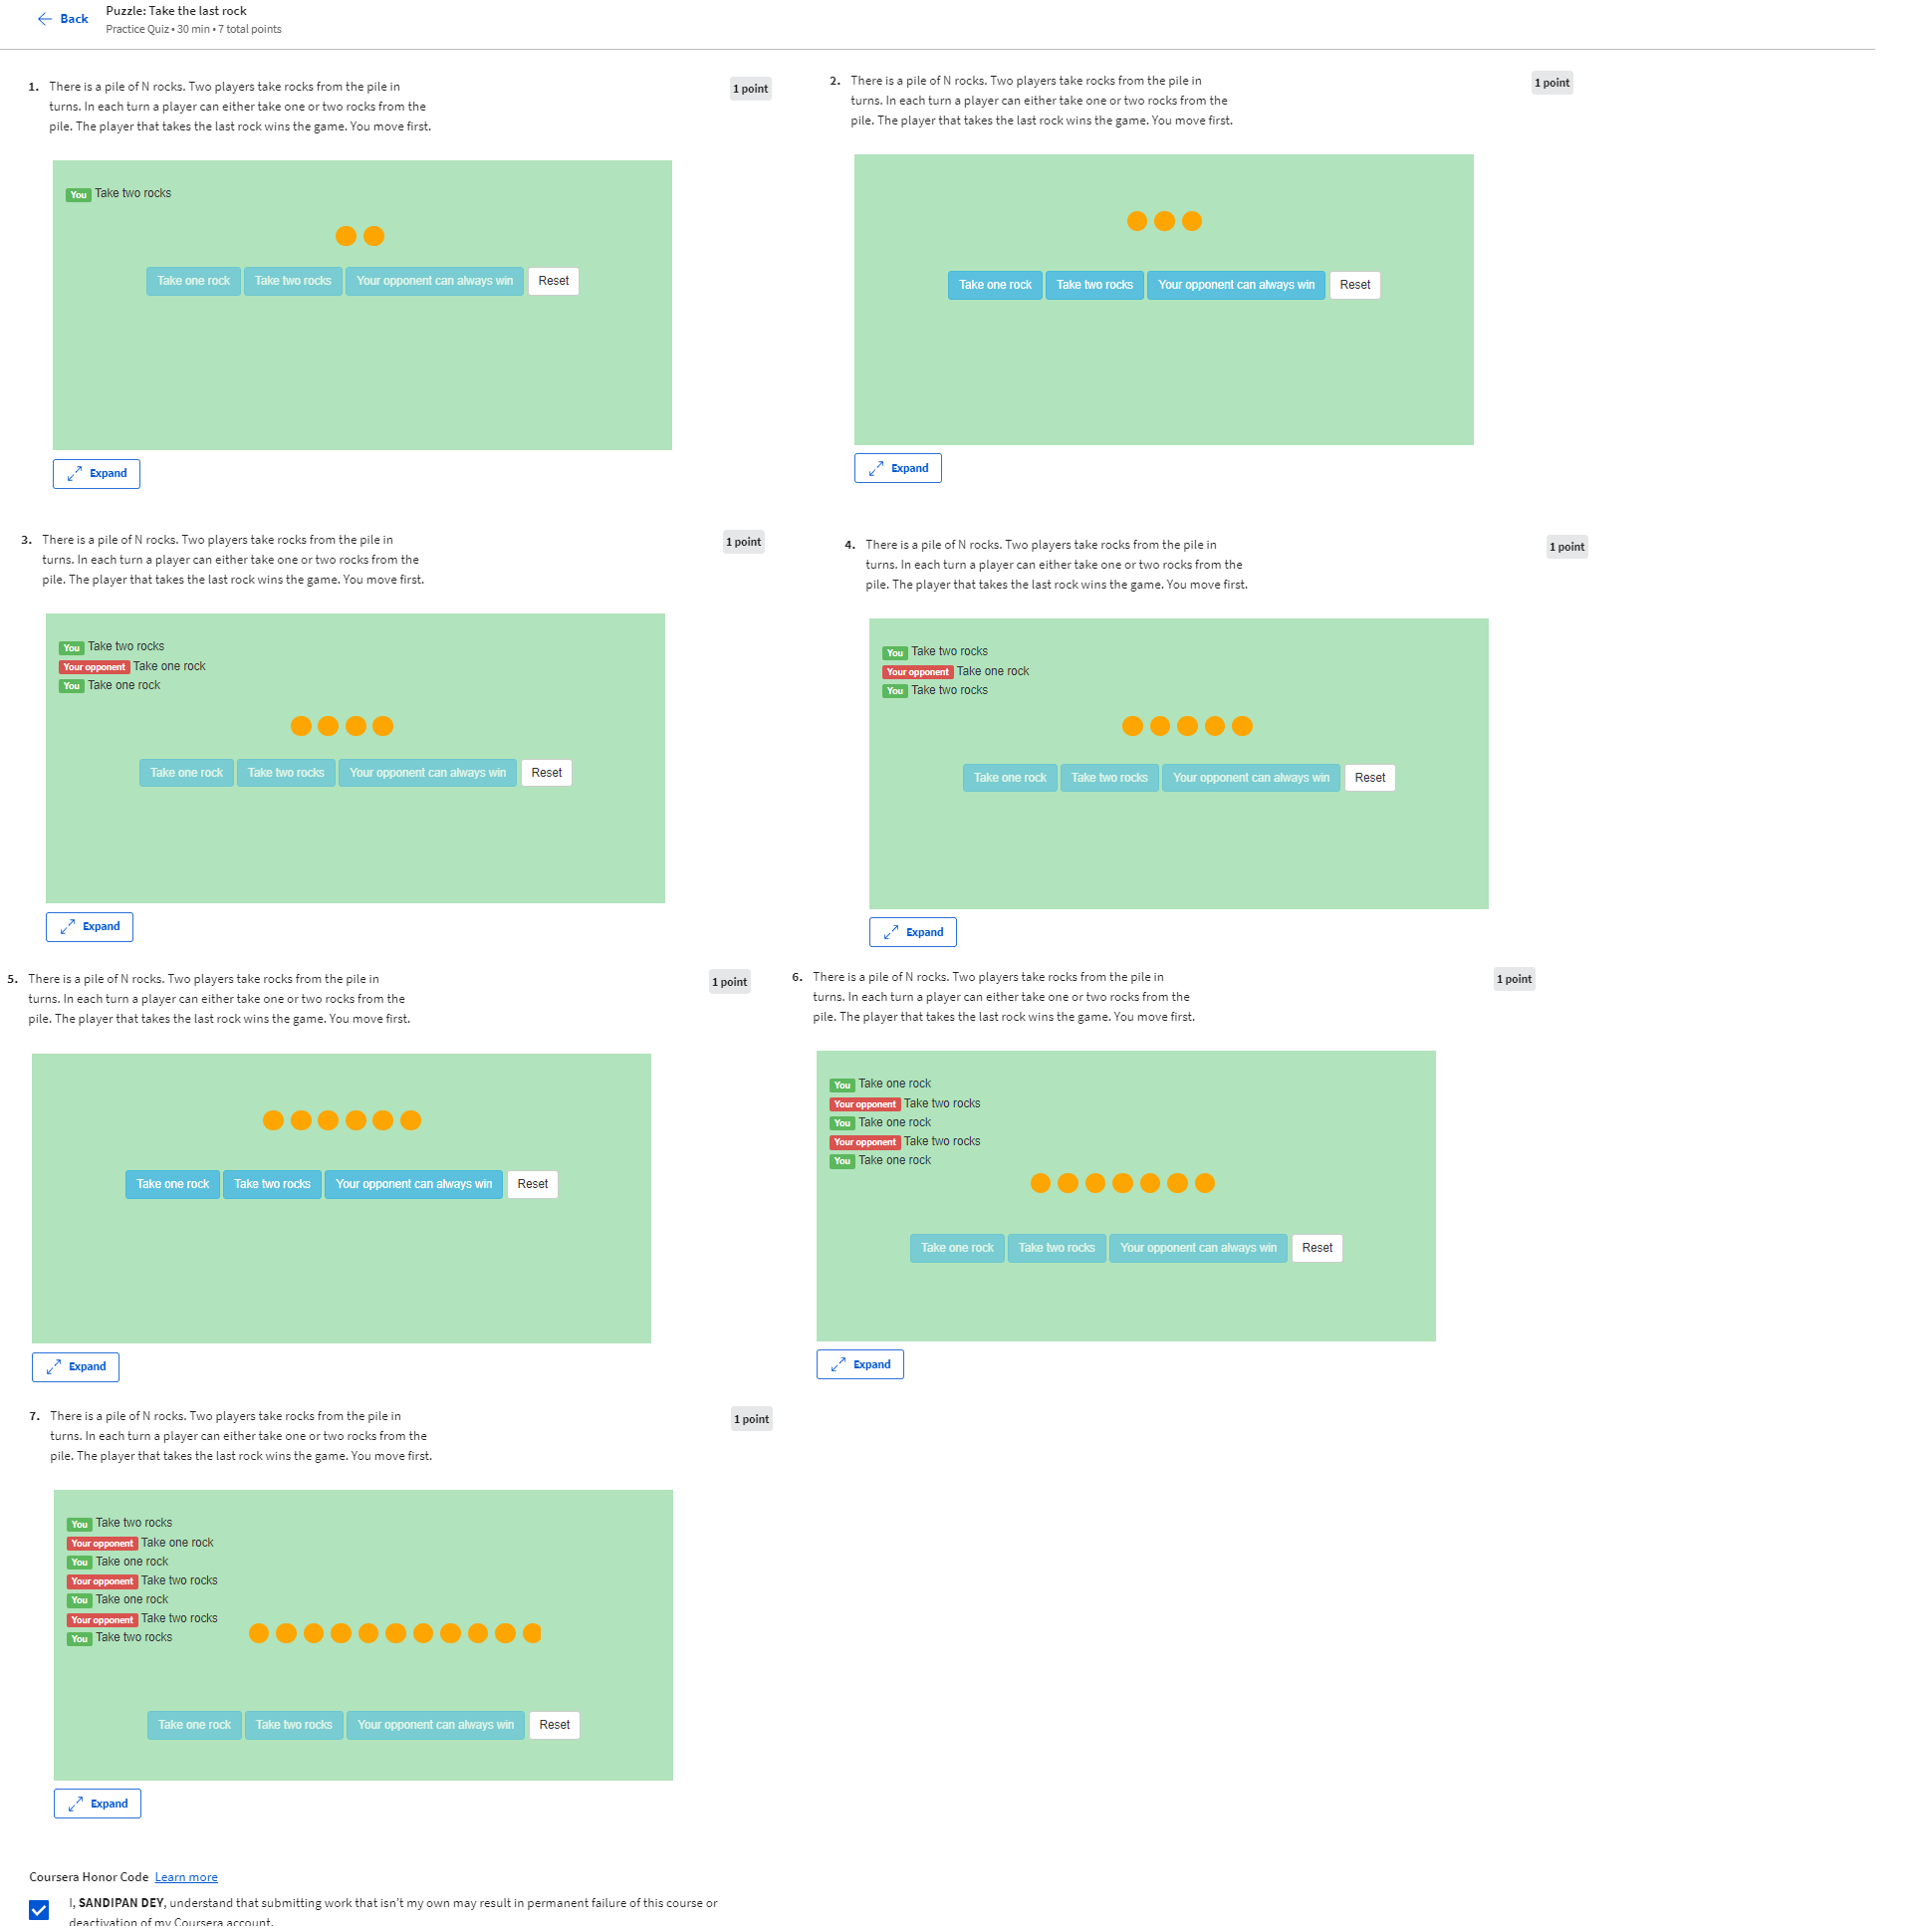 Back
Puzzle: Take the last rock
Practice Quiz • 30 min • 7 total points
1. There is a pile of N rocks. Two players take rocks from the pile in
turns. In each turn a player can either take one or two rocks from the
pile. The player that takes the last rock wins the game. You move first.
1 point
You Take two rocks
Take one rock Take two rocks Your opponent can always win Reset
Expand
2. There is a pile of N rocks. Two players take rocks from the pile in
turns. In each turn a player can either take one or two rocks from the
pile. The player that takes the last rock wins the game. You move first.
1 point
Take one rock Take two rocks Your opponent can always win Reset
Expand
3. There is a pile of N rocks. Two players take rocks from the pile in
turns. In each turn a player can either take one or two rocks from the
pile. The player that takes the last rock wins the game. You move first.
1 point
You Take two rocks
Your opponent Take one rock
You Take one rock
Take one rock Take two rocks Your opponent can always win Reset
Expand
4. There is a pile of N rocks. Two players take rocks from the pile in
turns. In each turn a player can either take one or two rocks from the
pile. The player that takes the last rock wins the game. You move first.
1 point
You Take two rocks
Your opponent Take one rock
You Take two rocks
Take one rock Take two rocks Your opponent can always win Reset
Expand
5. There is a pile of N rocks. Two players take rocks from the pile in
turns. In each turn a player can either take one or two rocks from the
pile. The player that takes the last rock wins the game. You move first.
1 point
Take one rock Take two rocks Your opponent can always win Reset
Expand
6. There is a pile of N rocks. Two players take rocks from the pile in
turns. In each turn a player can either take one or two rocks from the
pile. The player that takes the last rock wins the game. You move first.
1 point
You Take one rock
Your opponent Take two rocks
You Take one rock
Your opponent Take two rocks
You Take one rock
Take one rock Take two rocks Your opponent can always win Reset
Expand
7. There is a pile of N rocks. Two players take rocks from the pile in
turns. In each turn a player can either take one or two rocks from the
pile. The player that takes the last rock wins the game. You move first.
1 point
You Take two rocks
Your opponent Take one rock
You Take one rock
Your opponent Take two rocks
You Take one rock
Your opponent Take two rocks
You Take two rocks
Take one rock Take two rocks Your opponent can always win Reset
Expand
Coursera Honor Code Learn more
I, SANDIPAN DEY, understand that submitting work that isn't my own may result in permanent failure of this course or
deactivation of my Coursera account.